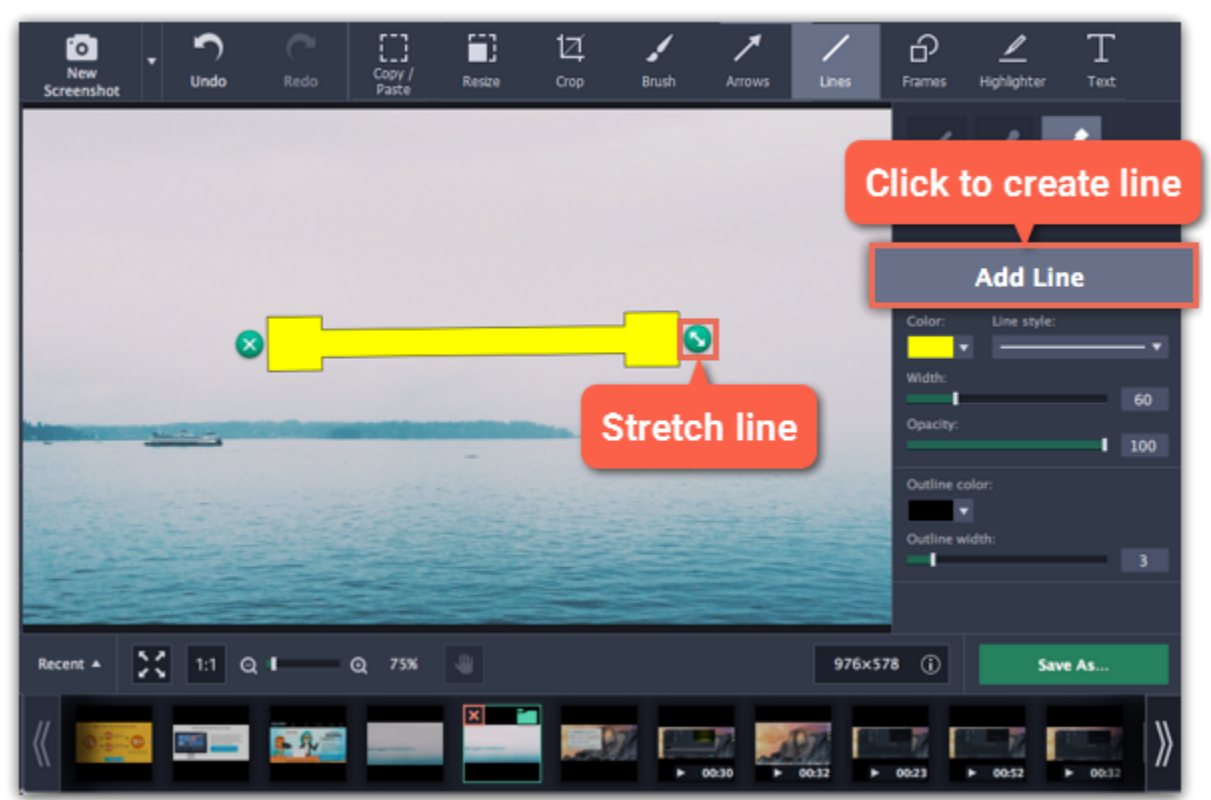 New
Screenshot
Undo
Redo
Copy /
Paste
Resize
Crop
Brush
Arrows
Lines
Frames
Highlighter
Text
Click to create line
Add Line
Color:
Line style:
Width:
60
Opacity:
100
Stretch line
Outline color:
Outline width:
3
Recent
1:1
75%
976×578
Save As...
00:30
00:32
00:23
00:52
00:32